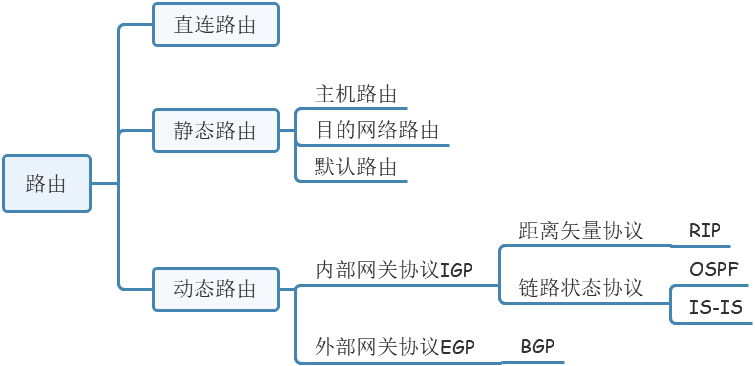 直连路由
主机路由
静态路由
目的网络路由
默认路由
路由
距离矢量协议
RIP
内部网关协议IGP
OSPF
动态路由
链路状态协议
IS-IS
外部网关协议EGP
BGP